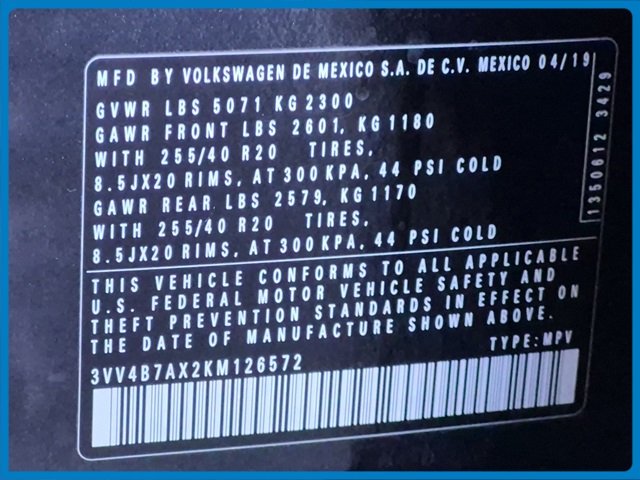 MFD BY VOLKSWAGEN DE MEXICO S.A. DE C.V. MEXICO 04/19
GVWR LBS 5071 KG 2300
GAWR FRONT LBS 2601, KG 1180
WITH 255/40 R20 TIRES,
8.5JX20 RIMS, AT 300 KPA, 44 PSI COLD
GAWR REAR LBS 2579, KG 1170
WITH 255/40 R20 TIRES,
8.5JX20 RIMS, AT 300 KPA, 44 PSI COLD
1350612 3429
THIS VEHICLE CONFORMS TO ALL APPLICABLE
U.S. FEDERAL MOTOR VEHICLE SAFETY AND
THEFT PREVENTION STANDARDS IN EFFECT ON
THE DATE OF MANUFACTURE SHOWN ABOVE.
TYPE: MPV
3VV4B7AX2KM126572